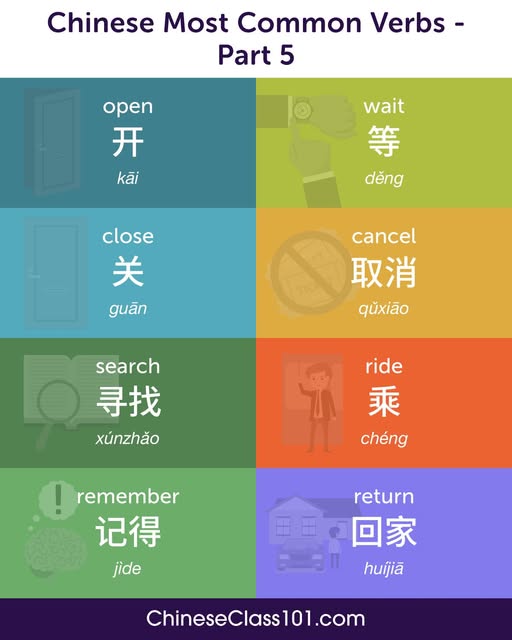 Chinese Most Common Verbs -
Part 5
open
开
kāi
wait
等
děng
close
关
guān
cancel
取消
qǔxiāo
search
寻找
xúnzhǎo
ride
乘
chéng
remember
记得
jìde
return
回家
huíjiā
ChineseClass101.com